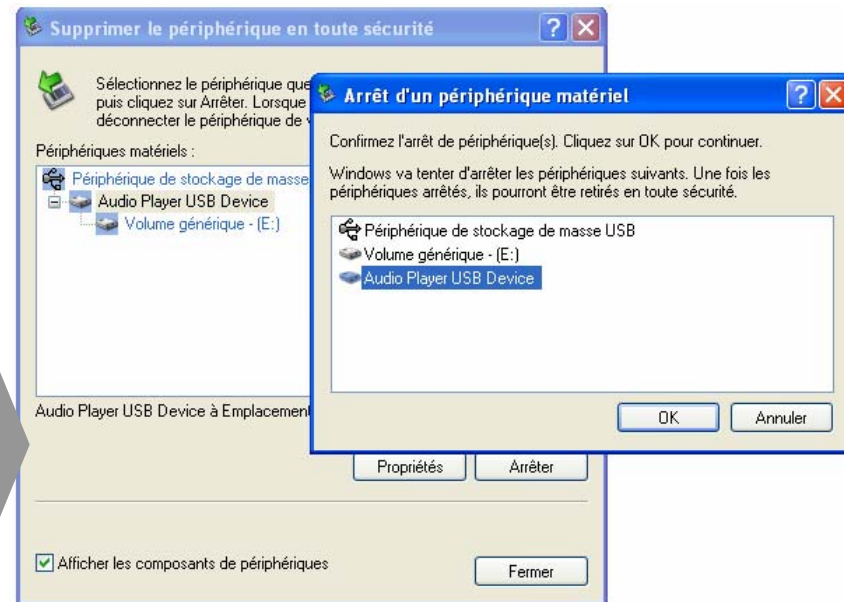 Supprimer le périphérique en toute sécurité
Sélectionnez le périphérique que
puis cliquez sur Arrêter. Lorsque
déconnecter le périphérique de
Périphériques matériels :
Périphérique de stockage de masse
Audio Player USB Device
Volume générique - (E:)
Audio Player USB Device à Emplacement
Propriétés
Arrêter
Afficher les composants de périphériques
Fermer
Arrêt d'un périphérique matériel
Confirmez l'arrêt de périphérique(s). Cliquez sur OK pour continuer.
Windows va tenter d'arrêter les périphériques suivants. Une fois les
périphériques arrêtés, ils pourront être retirés en toute sécurité.
Périphérique de stockage de masse USB
Volume générique - (E:)
Audio Player USB Device
OK
Annuler